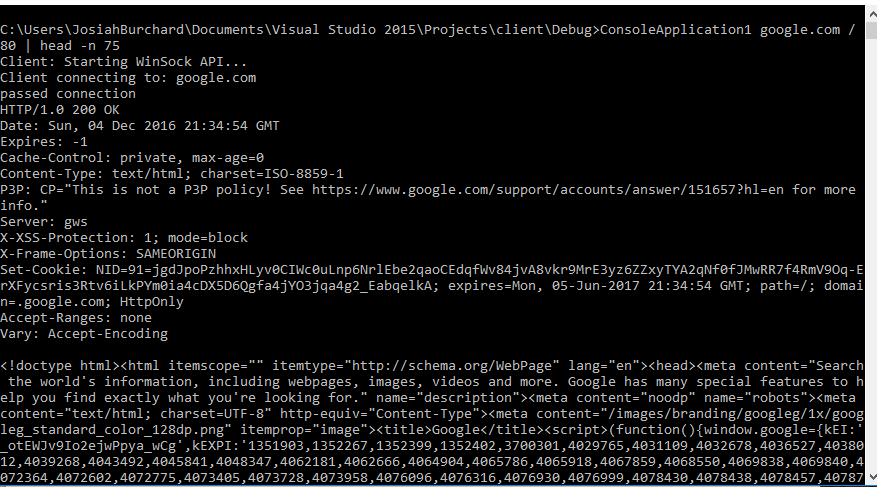 C:\Users\JosiahBurchard\Documents\Visual Studio 2015\Projects\client\Debug>ConsoleApplication1 google.com /
80 | head -n 75
Client: Starting WinSock API...
Client connecting to: google.com
passed connection
HTTP/1.0 200 OK
Date: Sun, 04 Dec 2016 21:34:54 GMT
Expires: -1
Cache-Control: private, max-age=0
Content-Type: text/html; charset=ISO-8859-1
P3P: CP="This is not a P3P policy! See https://www.google.com/support/accounts/answer/151657?hl=en for more
info."
Server: gws
X-XSS-Protection: 1; mode=block
X-Frame-Options: SAMEORIGIN
Set-Cookie: NID=91=jgdJpoPzhhxHLyv0CIWc0uLnp6NrlEbe2qaoCEdqfWv84jvA8vkr9MrE3yz6ZZxyTYA2qNf0fJMwRR7f4RmV9Oq-E
rXFycsris3Rtv6iLkPYm0ia4cDX5D6Qgfa4jYO3jqa4g2_EabqelkA; expires=Mon, 05-Jun-2017 21:34:54 GMT; path=/; domai
n=.google.com; HttpOnly
Accept-Ranges: none
Vary: Accept-Encoding
<!doctype html><html itemscope="" itemtype="http://schema.org/WebPage" lang="en"><head><meta content="Search
 the world's information, including webpages, images, videos and more. Google has many special features to h
elp you find exactly what you're looking for." name="description"><meta content="noodp" name="robots"><meta
content="text/html; charset=UTF-8" http-equiv="Content-Type"><meta content="/images/branding/googleg/1x/goog
leg_standard_color_128dp.png" itemprop="image"><title>Google</title><script>(function(){window.google={kEI:'
_otEWJv9Io2ejwPpya_wCg',kEXPI:'1351903,1352267,1352399,1352402,3700301,4029765,4031109,4032678,4036527,40380
12,4039268,4043492,4045841,4048347,4062181,4062666,4064904,4065786,4065918,4067859,4068550,4069838,4069840,4
072364,4072602,4072775,4073405,4073728,4073958,4076096,4076316,4076930,4076999,4078430,4078438,4078457,40787